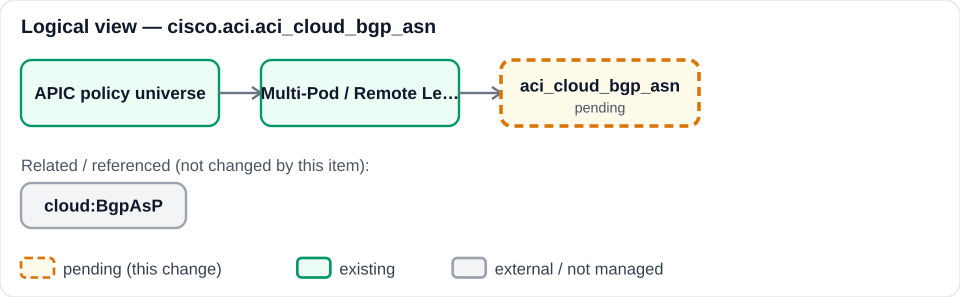 Logical view — cisco.aci.aci_cloud_bgp_asn
APIC policy universe
Multi-Pod / Remote Le...
aci_cloud_bgp_asn
pending
Related / referenced (not changed by this item):
cloud:BgpAsP
pending (this change)
existing
external / not managed